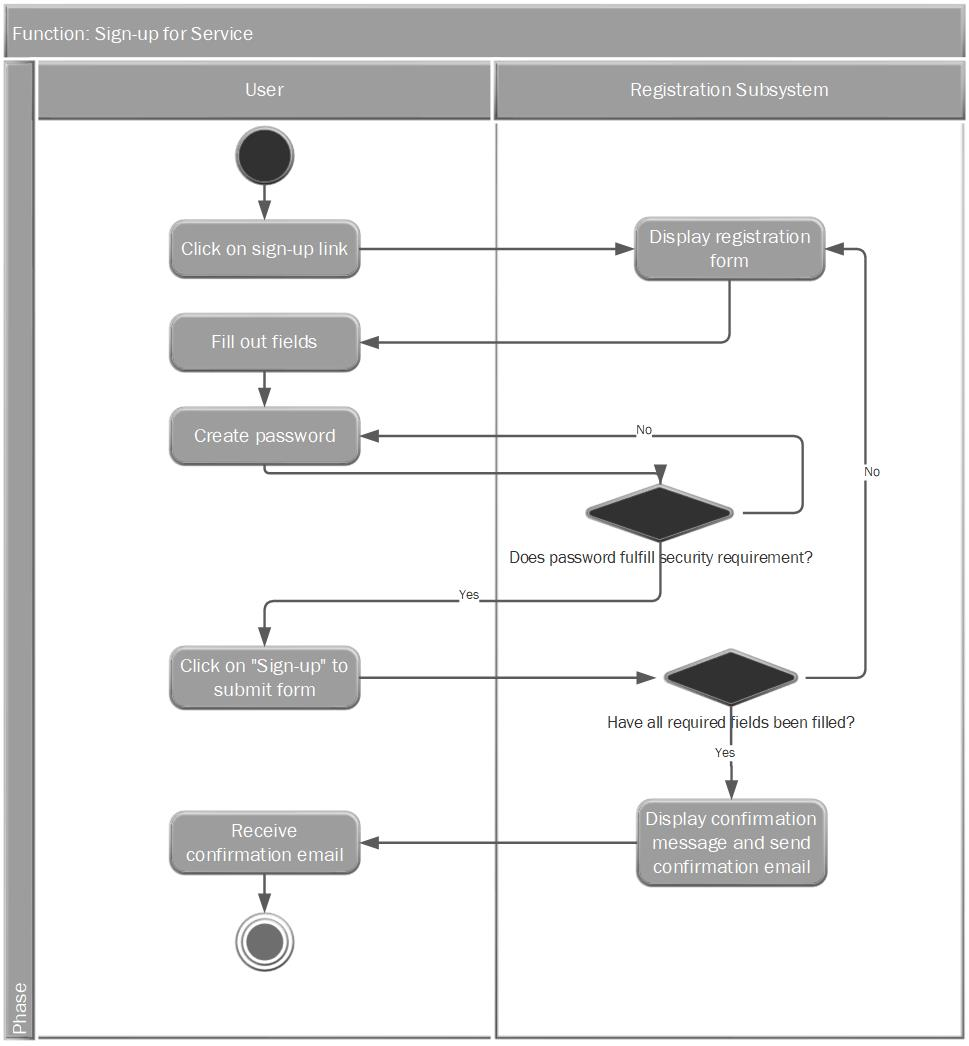 Function: Sign-up for Service
User
Registration Subsystem
Click on sign-up link
Display registration
form
Fill out fields
Create password
No
No
Does password fulfill security requirement?
Yes
Click on "Sign-up" to
submit form
Have all required fields been filled?
Yes
Receive
confirmation email
Display confirmation
message and send
confirmation email
Phase